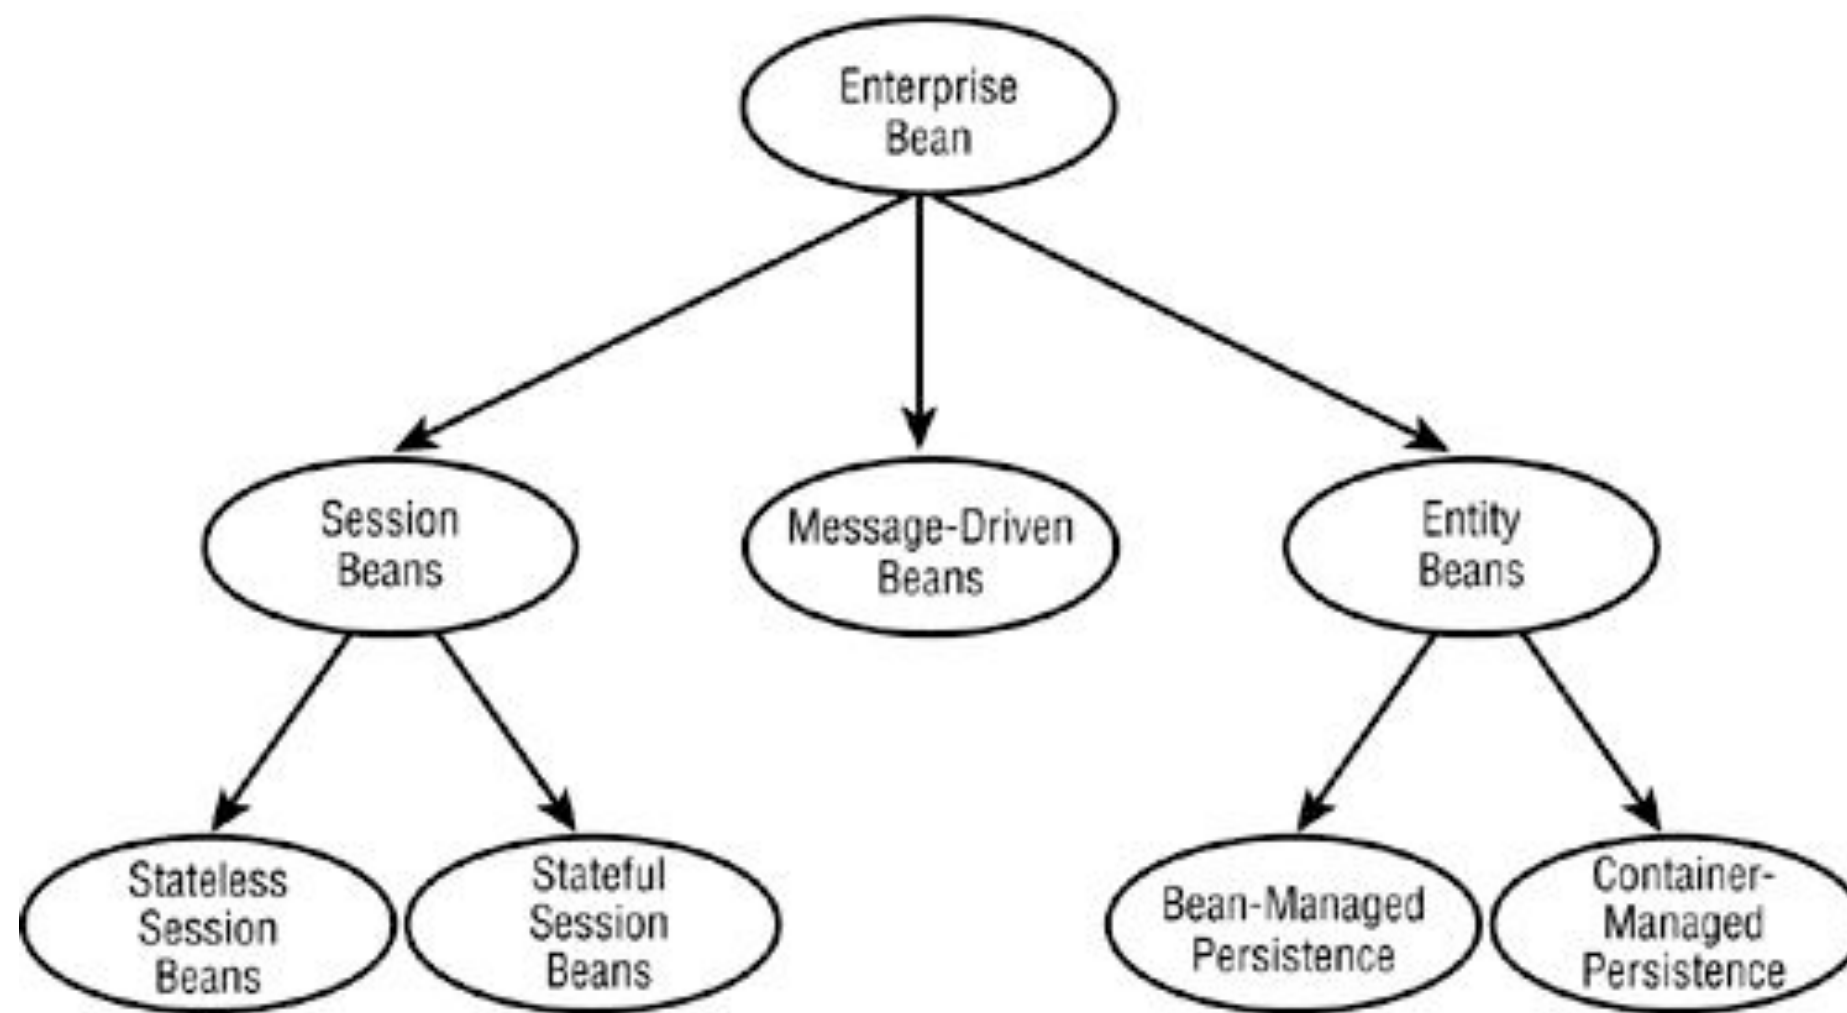 Enterprise
Bean
Session
Beans
Message-Driven
Beans
Entity
Beans
Stateless
Session
Beans
Stateful
Session
Beans
Bean-Managed
Persistence
Container-
Managed
Persistence